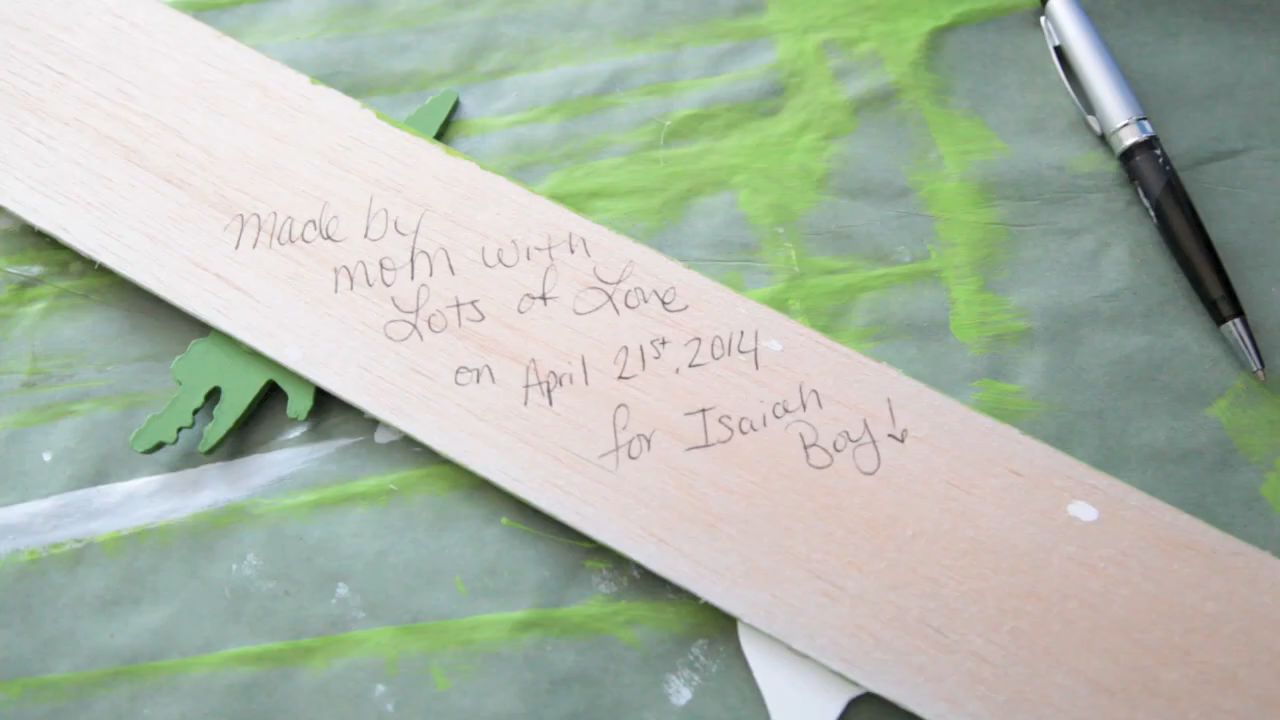 made by
mom with
Lots of Love
on April 21st, 2014
for Isaiah
Boy!